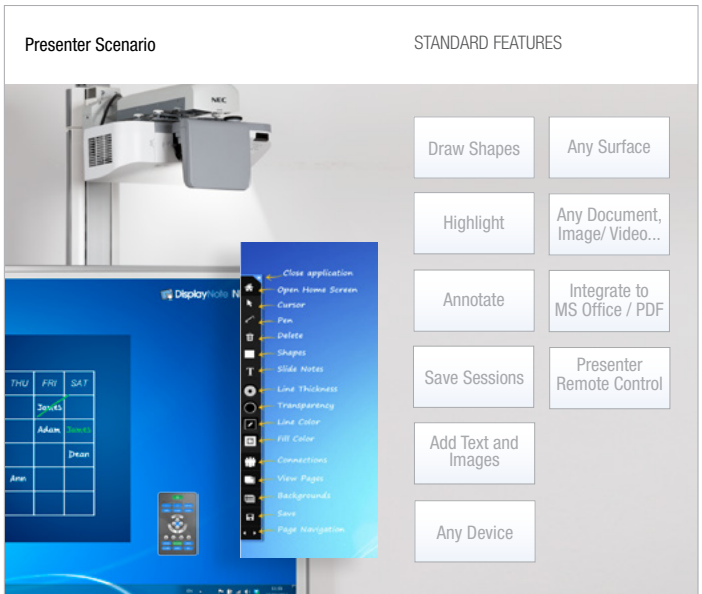 Presenter Scenario
STANDARD FEATURES
NEC
DisplayNote N
THU FRI SAT
James
Adam James
Dean
Ann
Close application
Open Home Screen
Cursor
Pen
Delete
Shapes
T
Slide Notes
Line Thickness
Transparency
Line Color
Fill Color
Connections
View Pages
Backgrounds
Save
Page Navigation
Draw Shapes
Any Surface
Highlight
Any Document,
Image/ Video...
Annotate
Integrate to
MS Office / PDF
Save Sessions
Presenter
Remote Control
Add Text and
Images
Any Device